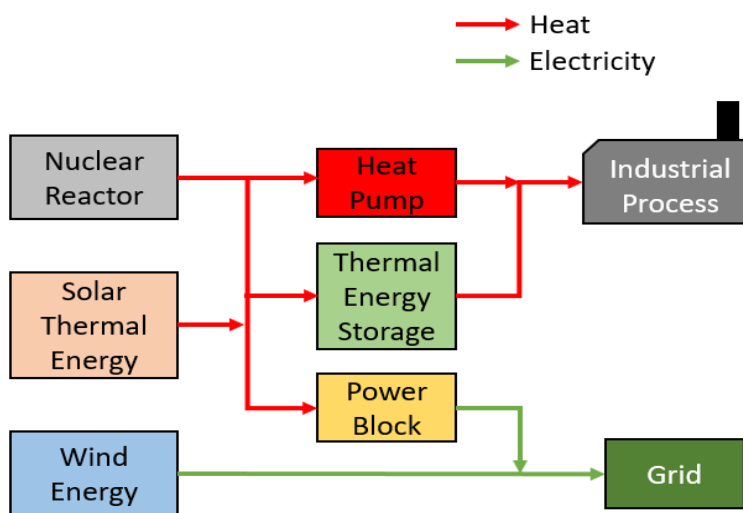 Heat
Electricity
Nuclear
Reactor
Heat
Pump
Industrial
Process
Solar
Thermal
Energy
Thermal
Energy
Storage
Power
Block
Wind
Energy
Grid